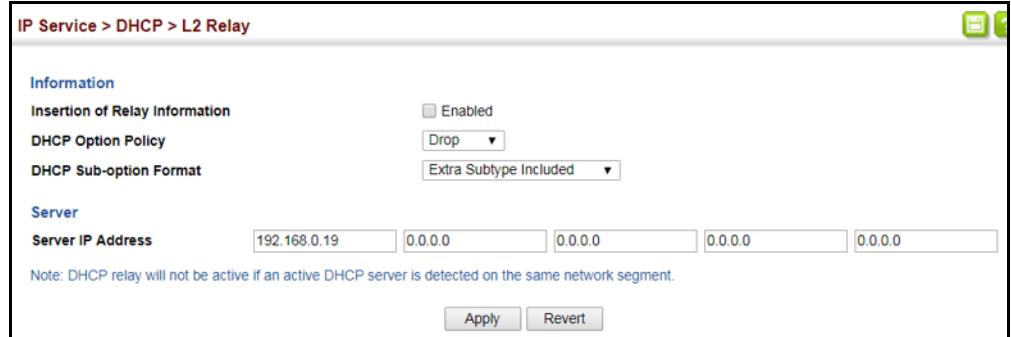 IP Service > DHCP > L2 Relay
Information
Insertion of Relay Information Enabled
DHCP Option Policy Drop
DHCP Sub-option Format Extra Subtype Included
Server
Server IP Address 192.168.0.19 0.0.0.0 0.0.0.0 0.0.0.0 0.0.0.0
Note: DHCP relay will not be active if an active DHCP server is detected on the same network segment.
Apply Revert